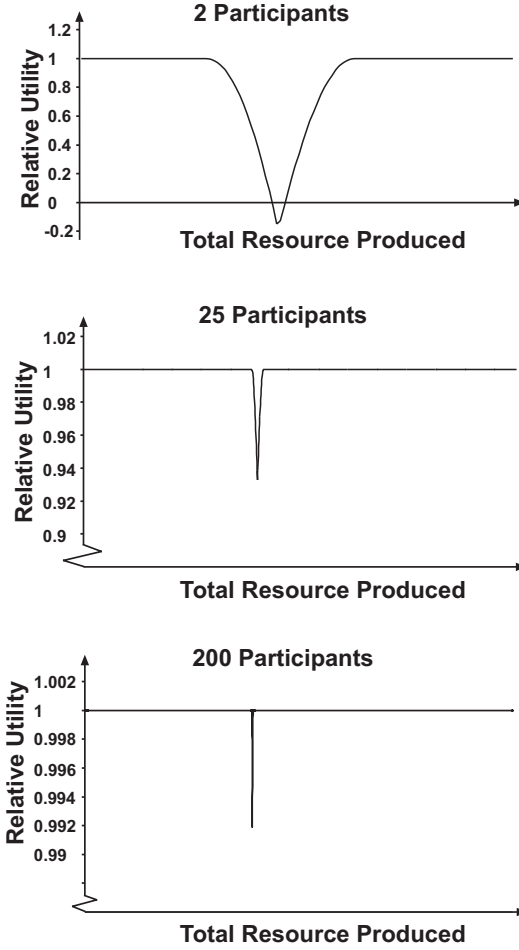 2 Participants
Relative Utility
1.2
1
0.8
0.6
0.4
0.2
0
-0.2
Total Resource Produced
25 Participants
Relative Utility
1.02
1
0.98
0.96
0.94
0.92
0.9
Total Resource Produced
200 Participants
Relative Utility
1.002
1
0.998
0.996
0.994
0.992
0.99
Total Resource Produced